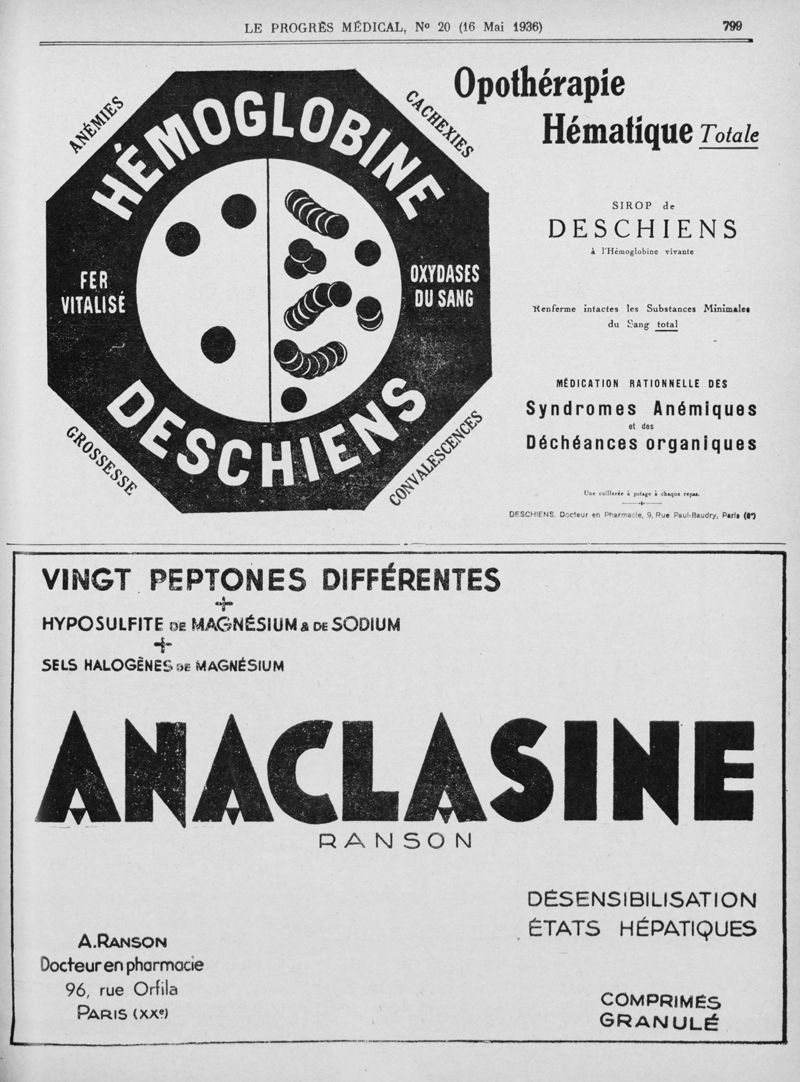 LE PROGRÈS MÉDICAL, Nº 20 (16 Mai 1936) 799
ANÉMIES
CACHEXIES
HÉMOGLOBINE
FER
VITALISÉ
OXYDASES
DU SANG
DESCHIENS
GROSSESSE
CONVALESCENCES
Opothérapie
Hématique Totale
SIROP de
DESCHIENS
à l'Hémoglobine vivante
Renferme intactes les Substances Minimales
du Sang total
MÉDICATION RATIONNELLE DES
Syndromes Anémiques
et des
Déchéances organiques
Une cuillerée à potage à chaque repas.
DESCHIENS, Docteur en Pharmacie, 9, Rue Paul-Baudry, Paris (8ᵉ)
VINGT PEPTONES DIFFÉRENTES
+
HYPOSULFITE DE MAGNÉSIUM & DE SODIUM
+
SELS HALOGÈNES DE MAGNÉSIUM
ANACLASINE
RANSON
DÉSENSIBILISATION
ÉTATS HÉPATIQUES
A. RANSON
Docteur en pharmacie
96, rue Orfila
PARIS (XXᵉ)
COMPRIMÉS
GRANULÉ